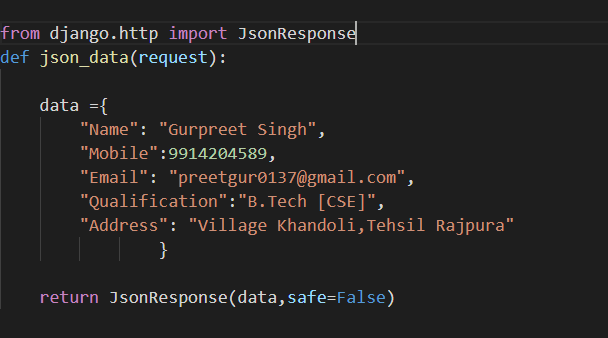 from django.http import JsonResponse
def json_data(request):
data ={
"Name": "Gurpreet Singh",
"Mobile":9914204589,
"Email": "preetgur0137@gmail.com",
"Qualification":"B.Tech [CSE]",
"Address": "Village Khandoli,Tehsil Rajpura"
}
return JsonResponse(data,safe=False)